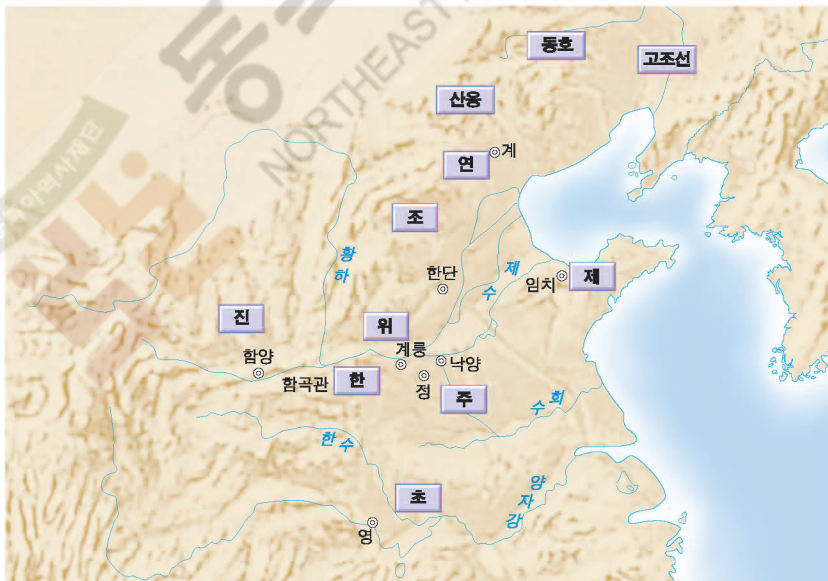 동호
고조선
산융
연
계
조
황하
한단
제수
임치
제
진
위
계릉
낙양
함양
함곡관
한
정
주
회수
한수
초
양자강
영
NORTHEAST